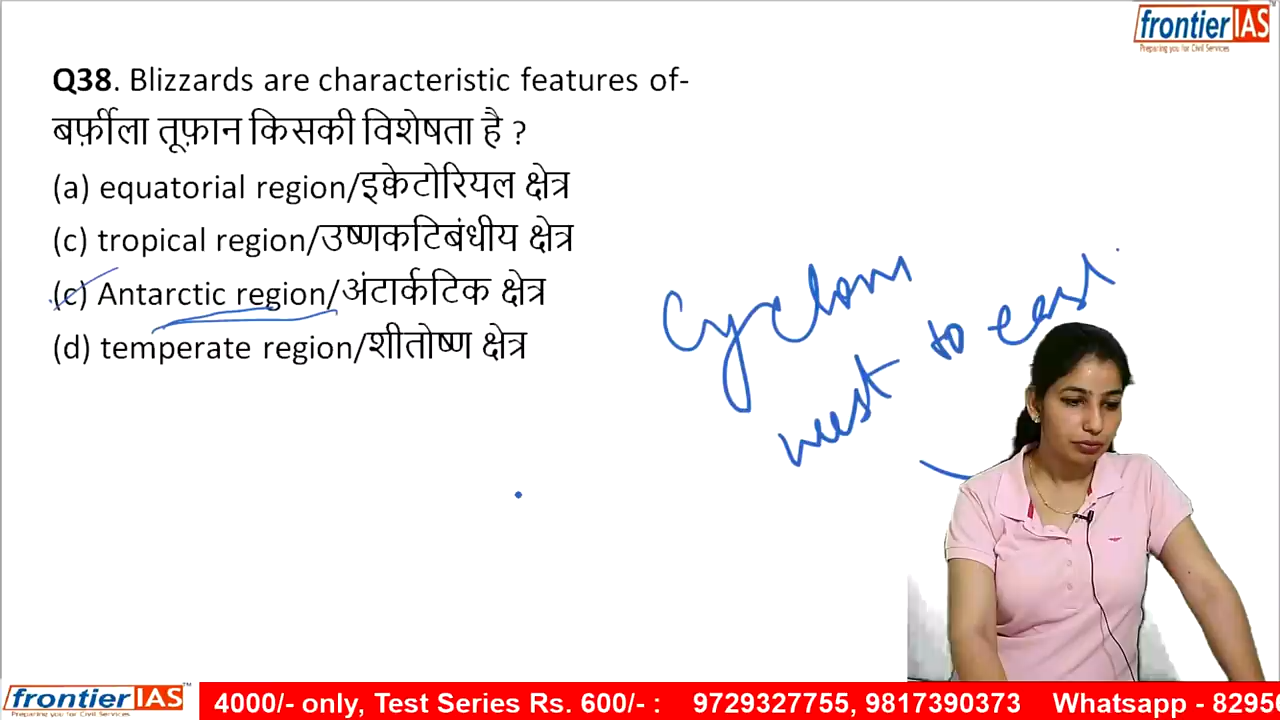 frontier IAS
Preparing you for Civil Services
Q38. Blizzards are characteristic features of-
बर्फ़ीला तूफ़ान किसकी विशेषता है ?
(a) equatorial region/इक्वेटोरियल क्षेत्र
(c) tropical region/उष्णकटिबंधीय क्षेत्र
(c) Antarctic region/अंटार्कटिक क्षेत्र
(d) temperate region/शीतोष्ण क्षेत्र
west to east
frontier IAS™
Preparing you for Civil Services
4000/- only, Test Series Rs. 600/- : 9729327755, 9817390373 Whatsapp - 8295